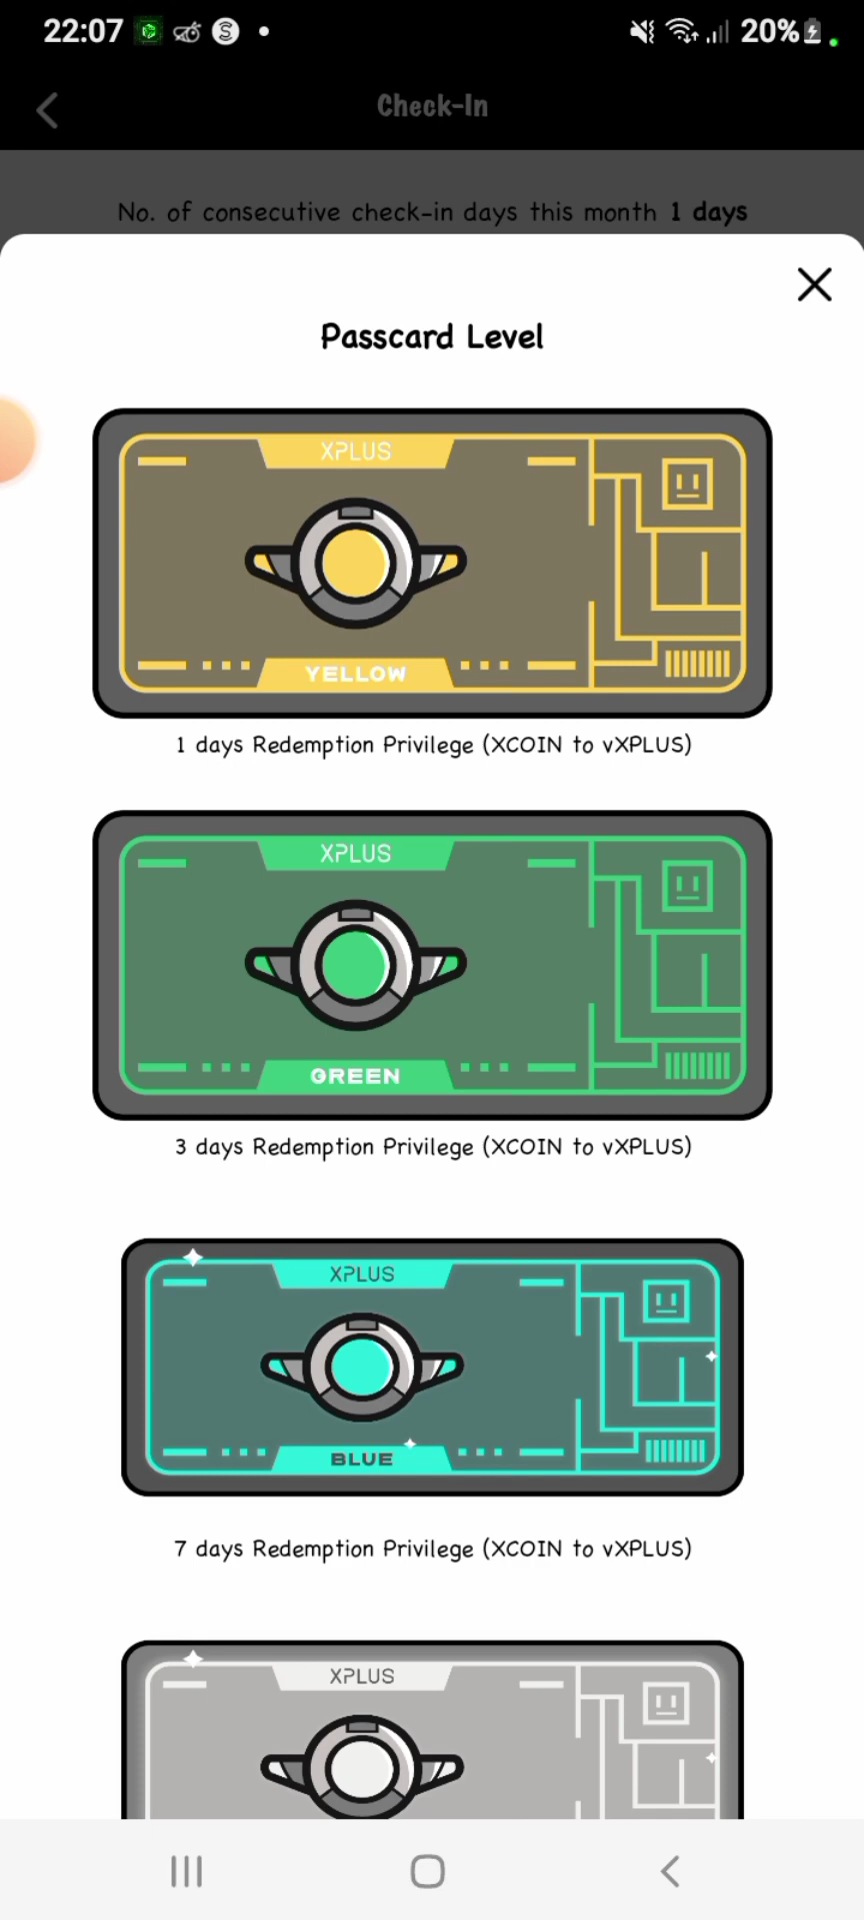 22:07
20%
Check-In
No. of consecutive check-in days this month 1 days
Passcard Level
XPLUS
YELLOW
1 days Redemption Privilege (XCOIN to vXPLUS)
XPLUS
GREEN
3 days Redemption Privilege (XCOIN to vXPLUS)
XPLUS
BLUE
7 days Redemption Privilege (XCOIN to vXPLUS)
XPLUS